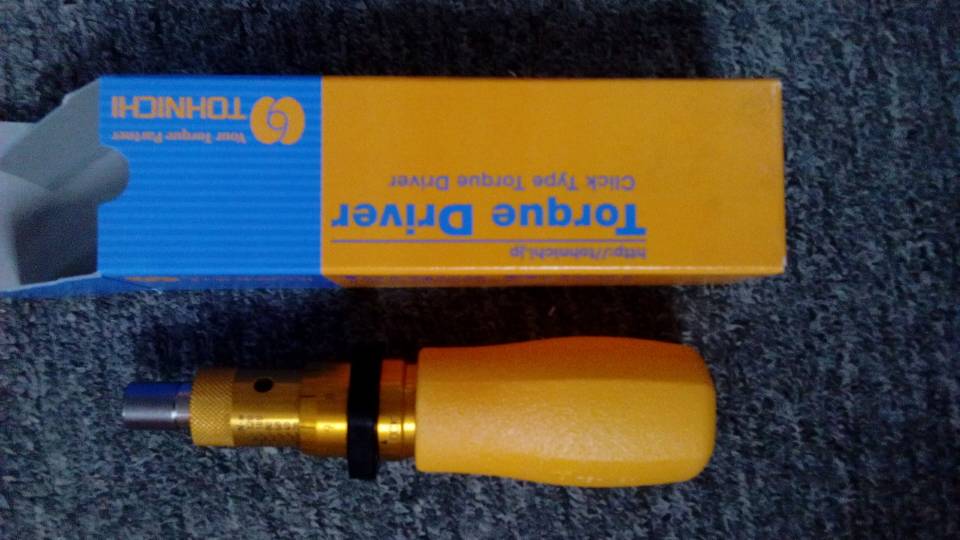 TOHNICHI
Your Torque Partner
http://tohnichi.jp
Torque Driver
Click Type Torque Driver